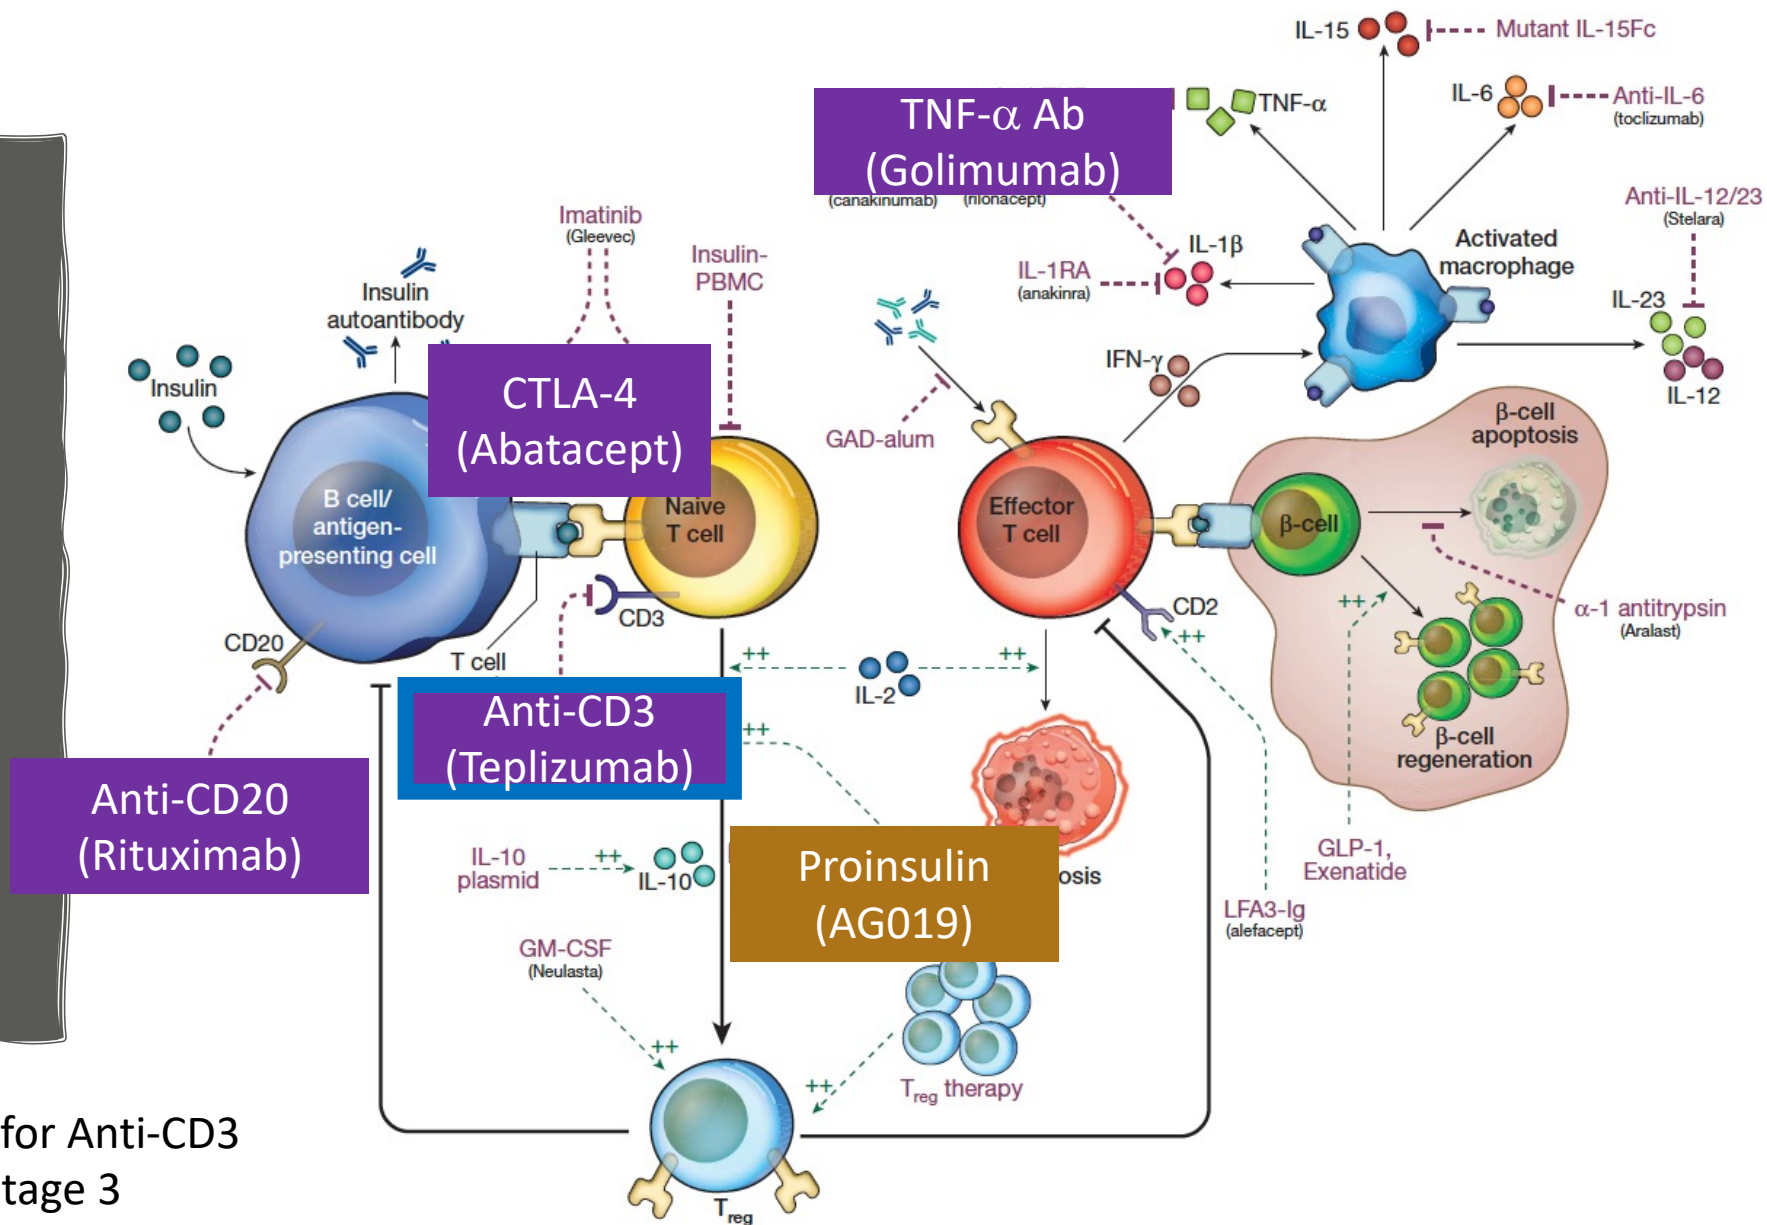 IL-15
Mutant IL-15Fc
TNF-α Ab
(Golimumab)
TNF-α
IL-6
Anti-IL-6
(toclizumab)
(canakinumab)
(rilonacept)
Anti-IL-12/23
(Stelara)
Imatinib
(Gleevec)
Insulin-
PBMC
IL-1β
IL-1RA
(anakinra)
Activated
macrophage
Insulin
autoantibody
IL-23
IL-12
IFN-γ
Insulin
CTLA-4
(Abatacept)
GAD-alum
β-cell
apoptosis
B cell/
antigen-
presenting cell
Naive
T cell
Effector
T cell
β-cell
CD3
CD2
++
++
α-1 antitrypsin
(Aralast)
CD20
T cell
++
++
IL-2
Anti-CD3
(Teplizumab)
++
β-cell
regeneration
Anti-CD20
(Rituximab)
IL-10
plasmid
++
IL-10
Proinsulin
(AG019)
osis
GLP-1,
Exenatide
LFA3-Ig
(alefacept)
GM-CSF
(Neulasta)
++
++
Treg therapy
for Anti-CD3
tage 3
Treg